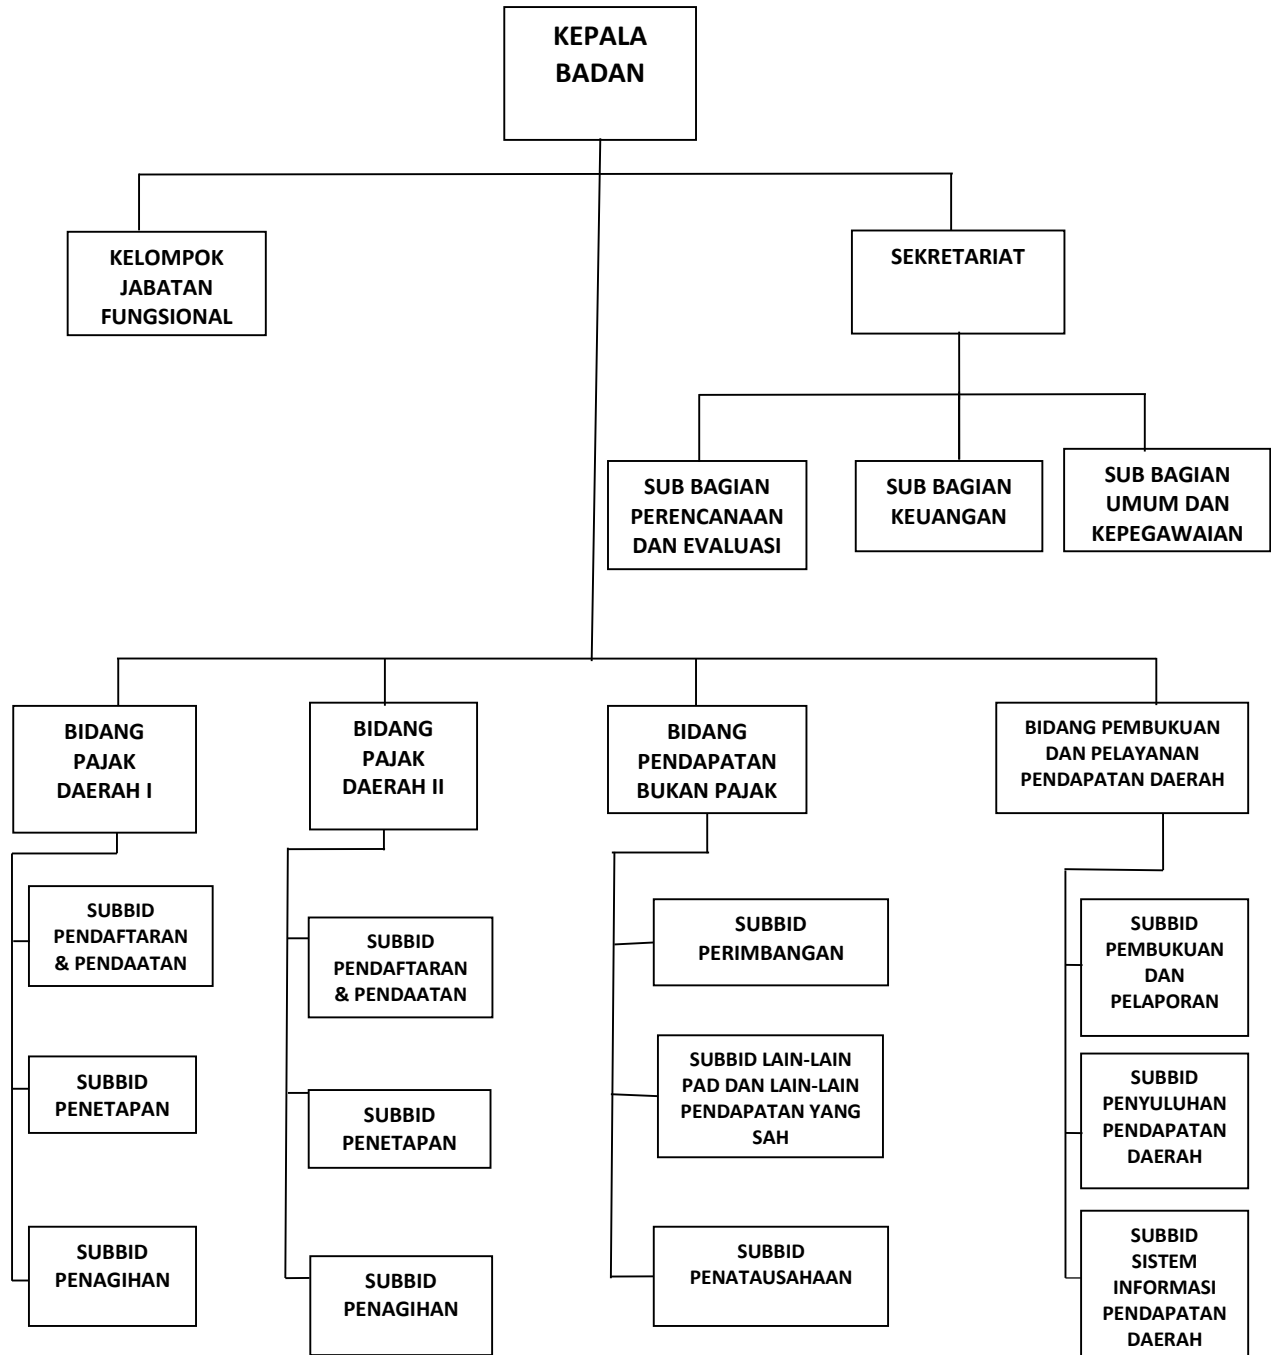 KEPALA
BADAN
KELOMPOK
JABATAN
FUNGSIONAL
SEKRETARIAT
SUB BAGIAN
PERENCANAAN
DAN EVALUASI
SUB BAGIAN
KEUANGAN
SUB BAGIAN
UMUM DAN
KEPEGAWAIAN
BIDANG
PAJAK
DAERAH I
BIDANG
PAJAK
DAERAH II
BIDANG
PENDAPATAN
BUKAN PAJAK
BIDANG PEMBUKUAN
DAN PELAYANAN
PENDAPATAN DAERAH
SUBBID
PENDAFTARAN
& PENDAATAN
SUBBID
PENETAPAN
SUBBID
PENAGIHAN
SUBBID
PENDAFTARAN
& PENDAATAN
SUBBID
PENETAPAN
SUBBID
PENAGIHAN
SUBBID
PERIMBANGAN
SUBBID LAIN-LAIN
PAD DAN LAIN-LAIN
PENDAPATAN YANG
SAH
SUBBID
PENATAUSAHAAN
SUBBID
PEMBUKUAN
DAN
PELAPORAN
SUBBID
PENYULUHAN
PENDAPATAN
DAERAH
SUBBID
SISTEM
INFORMASI
PENDAPATAN
DAERAH